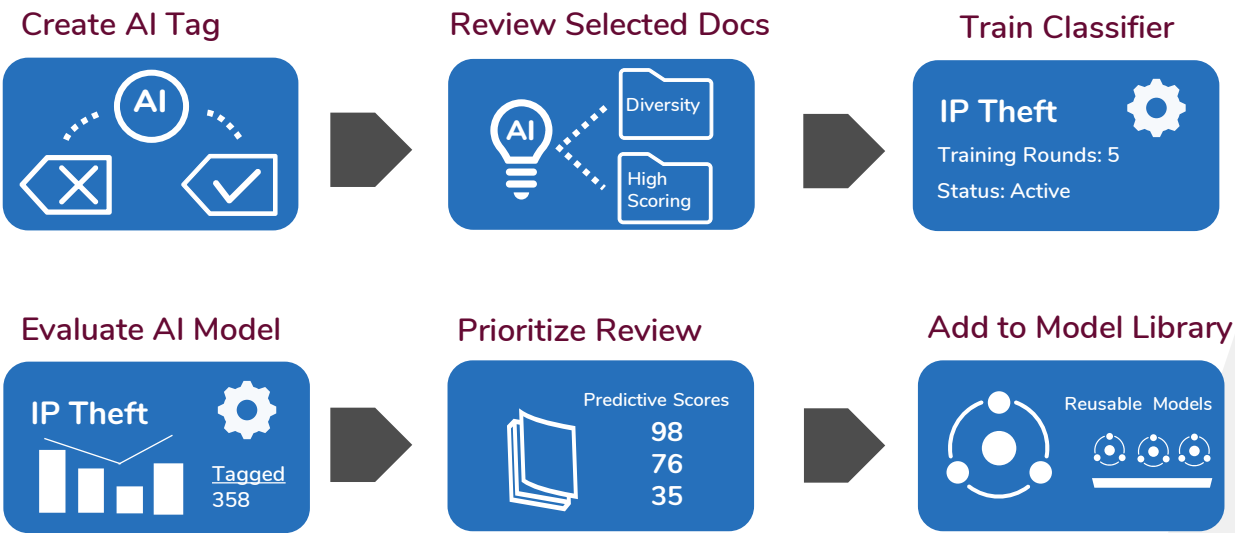 Create AI Tag
AI
Review Selected Docs
AI
Diversity
High
Scoring
Train Classifier
IP Theft
Training Rounds: 5
Status: Active
Evaluate AI Model
IP Theft
Tagged
358
Prioritize Review
Predictive Scores
98
76
35
Add to Model Library
Reusable Models